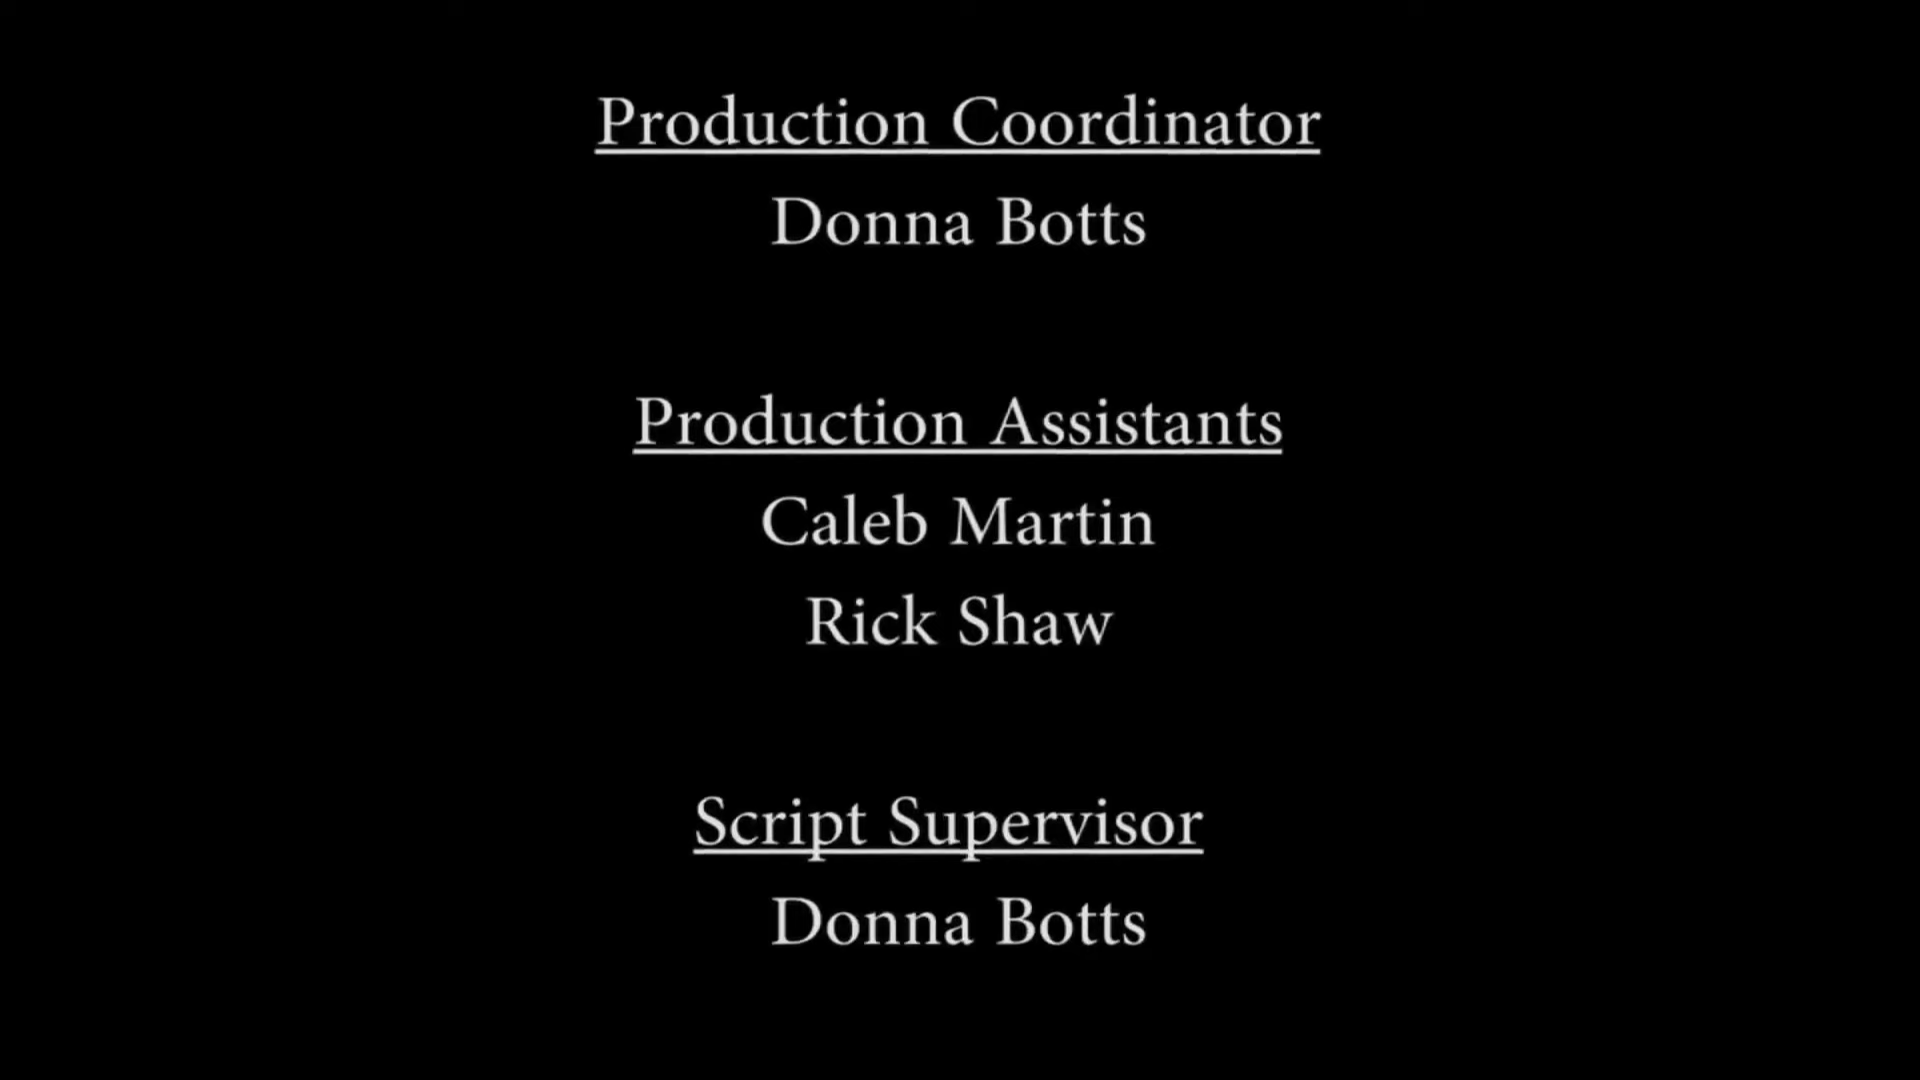 Production Coordinator
Donna Botts
Production Assistants
Caleb Martin
Rick Shaw
Script Supervisor
Donna Botts